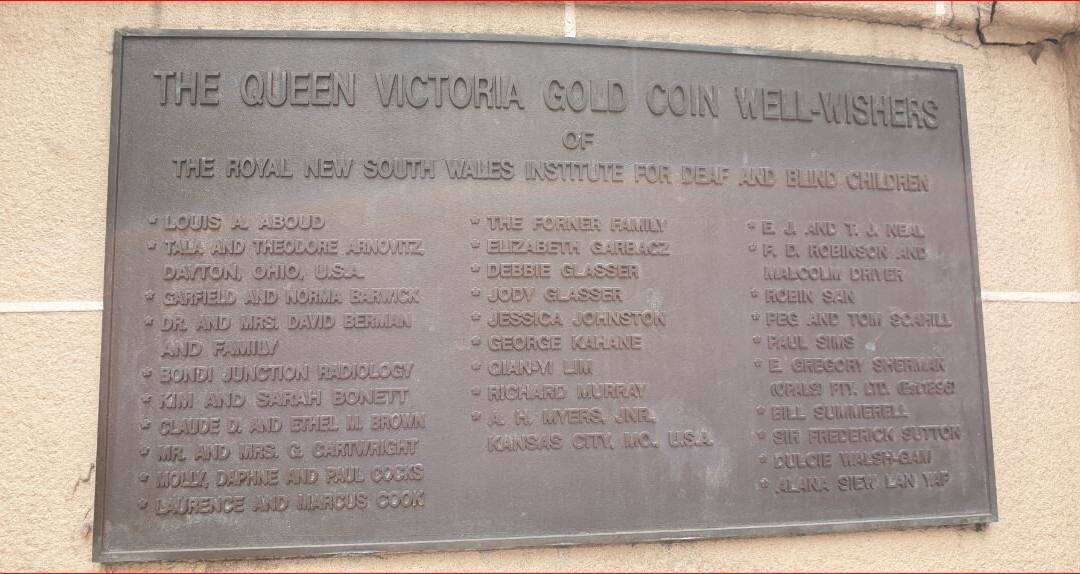 THE QUEEN VICTORIA GOLD COIN WELL-WISHERS
OF
THE ROYAL NEW SOUTH WALES INSTITUTE FOR DEAF AND BLIND CHILDREN
* LOUIS A. ABOUD
* TALA AND THEODORE ARNOVITZ,
DAYTON, OHIO, U.S.A.
* GARFIELD AND NORMA BARWICK
* DR. AND MRS. DAVID BERMAN
AND FAMILY
* BONDI JUNCTION RADIOLOGY
* KIM AND SARAH BONETT
* CLAUDE D. AND ETHEL M. BROWN
* MR. AND MRS. G. CARTWRIGHT
* MOLLY, DAPHNE AND PAUL COCKS
* LAURENCE AND MARCUS COOK
* THE FORNER FAMILY
* ELIZABETH GARBACZ
* DEBBIE GLASSER
* JODY GLASSER
* JESSICA JOHNSTON
* GEORGE KAHANE
* QIAN-YI LIM
* RICHARD MURRAY
* A. H. MYERS, JNR.,
KANSAS CITY, MO., U.S.A.
* E. J. AND T. J. NEAL
* P. D. ROBINSON AND
MALCOLM DRIVER
* ROBIN SAN
* PEG AND TOM SCAHILL
* PAUL SIMS
* E. GREGORY SHERMAN
(OPALS) PTY. LTD.
* BILL SUMMERELL
* SIR FREDERICK SUTTON
* DULCIE WALSH-GAW
* ALANA SIEW LAN YAP